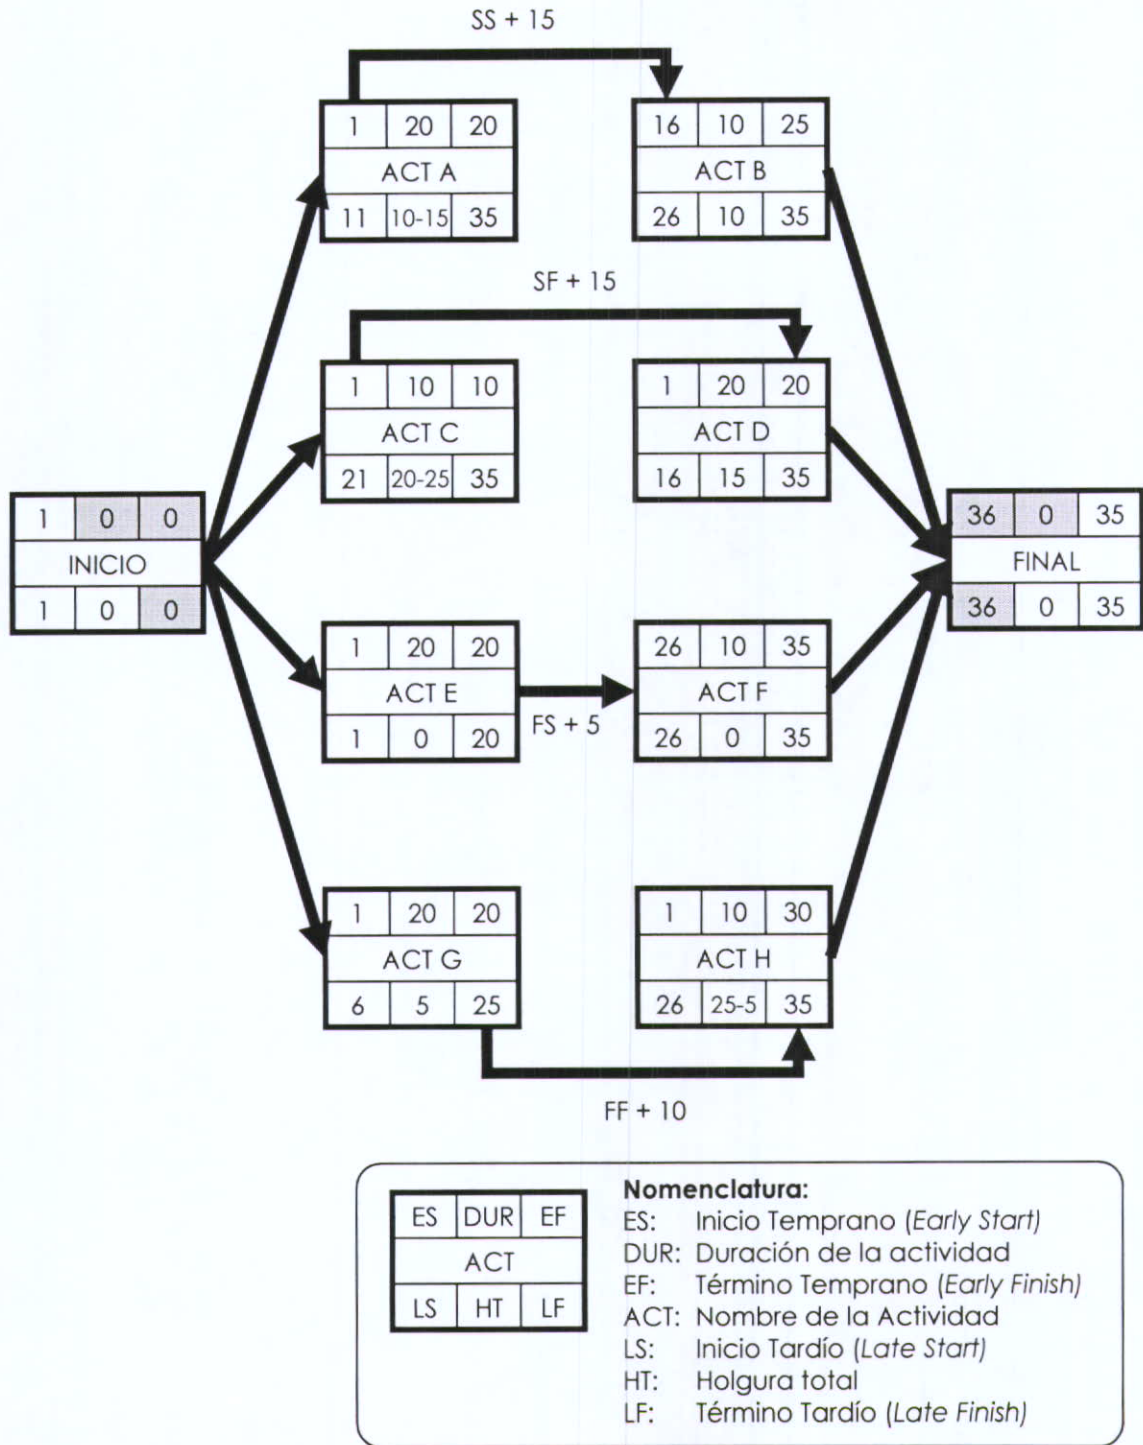 SS + 15
1 20 20
ACT A
11 10-15 35
16 10 25
ACT B
26 10 35
SF + 15
1 10 10
ACT C
21 20-25 35
1 20 20
ACT D
16 15 35
1 0 0
INICIO
1 0 0
36 0 35
FINAL
36 0 35
1 20 20
ACT E
1 0 20
FS + 5
26 10 35
ACT F
26 0 35
1 20 20
ACT G
6 5 25
1 10 30
ACT H
26 25-5 35
FF + 10
ES DUR EF
ACT
LS HT LF
Nomenclatura:
ES: Inicio Temprano (Early Start)
DUR: Duración de la actividad
EF: Término Temprano (Early Finish)
ACT: Nombre de la Actividad
LS: Inicio Tardío (Late Start)
HT: Holgura total
LF: Término Tardío (Late Finish)